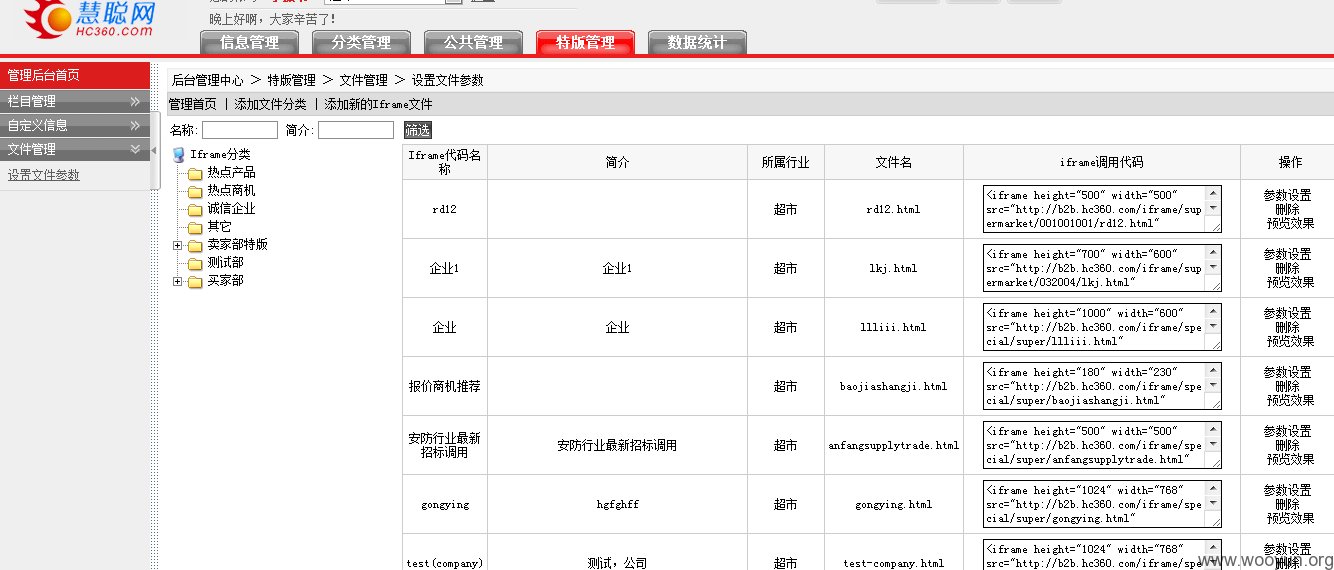 慧聪网
HC360.com
晚上好啊，大家辛苦了!
信息管理 分类管理 公共管理 特版管理 数据统计
管理后台首页
栏目管理
自定义信息
文件管理
设置文件参数
后台管理中心 > 特版管理 > 文件管理 > 设置文件参数
管理首页 | 添加文件分类 | 添加新的Iframe文件
名称: 简介: 筛选
Iframe分类
热点产品
热点商机
诚信企业
其它
卖家部特版
测试部
买家部
Iframe代码名称 简介 所属行业 文件名 iframe调用代码 操作
rd12 超市 rd12.html
<iframe height="500" width="500"
src="http://b2b.hc360.com/iframe/sup
ermarket/001001001/rd12.html"
参数设置
删除
预览效果
企业1 企业1 超市 lkj.html
<iframe height="700" width="600"
src="http://b2b.hc360.com/iframe/sup
ermarket/032004/lkj.html"
参数设置
删除
预览效果
企业 企业 超市 llliii.html
<iframe height="1000" width="600"
src="http://b2b.hc360.com/iframe/spe
cial/super/llliii.html"
参数设置
删除
预览效果
报价商机推荐 超市 baojiashangji.html
<iframe height="180" width="230"
src="http://b2b.hc360.com/iframe/spe
cial/super/baojiashangji.html"
参数设置
删除
预览效果
安防行业最新
招标调用
安防行业最新招标调用 超市 anfangsupplytrade.html
<iframe height="500" width="500"
src="http://b2b.hc360.com/iframe/spe
cial/super/anfangsupplytrade.html"
参数设置
删除
预览效果
gongying hgfghff 超市 gongying.html
<iframe height="1024" width="768"
src="http://b2b.hc360.com/iframe/spe
cial/super/gongying.html"
参数设置
删除
预览效果
test(company) 测试，公司 超市 test-company.html
<iframe height="1024" width="768"
src="http://b2b.hc360.com/iframe/spe
参数设置
删除
www.wooyun.org